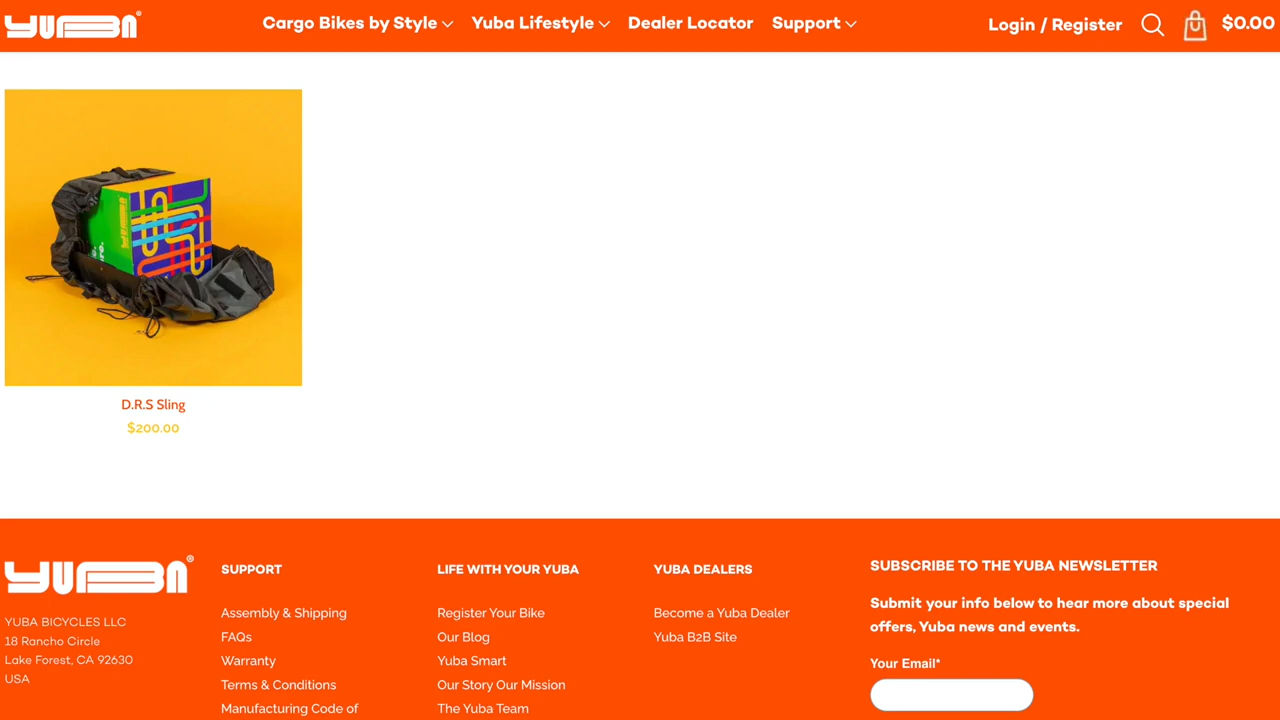 YUBA®
Cargo Bikes by Style
Yuba Lifestyle
Dealer Locator
Support
Login / Register
$0.00
D.R.S Sling
$200.00
YUBA®
YUBA BICYCLES LLC
18 Rancho Circle
Lake Forest, CA 92630
USA
SUPPORT
Assembly & Shipping
FAQs
Warranty
Terms & Conditions
Manufacturing Code of
LIFE WITH YOUR YUBA
Register Your Bike
Our Blog
Yuba Smart
Our Story Our Mission
The Yuba Team
YUBA DEALERS
Become a Yuba Dealer
Yuba B2B Site
SUBSCRIBE TO THE YUBA NEWSLETTER
Submit your info below to hear more about special
offers, Yuba news and events.
Your Email*